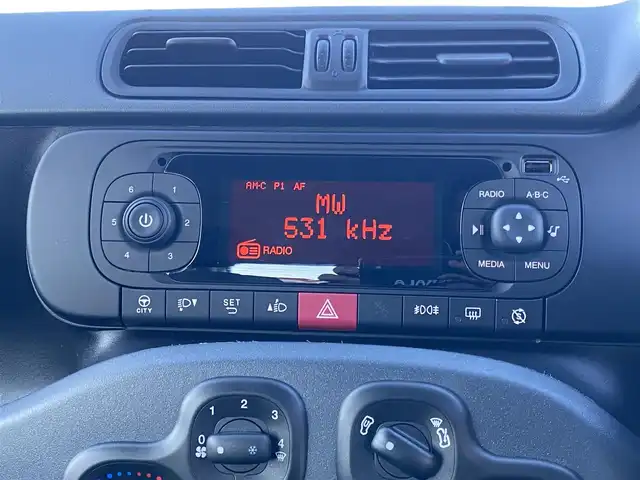 AM-C P1 AF
MW
531 kHz
RADIO
6 1
5 2
4 3
RADIO A·B·C
MEDIA MENU
CITY
SET
0 1 2 3 4